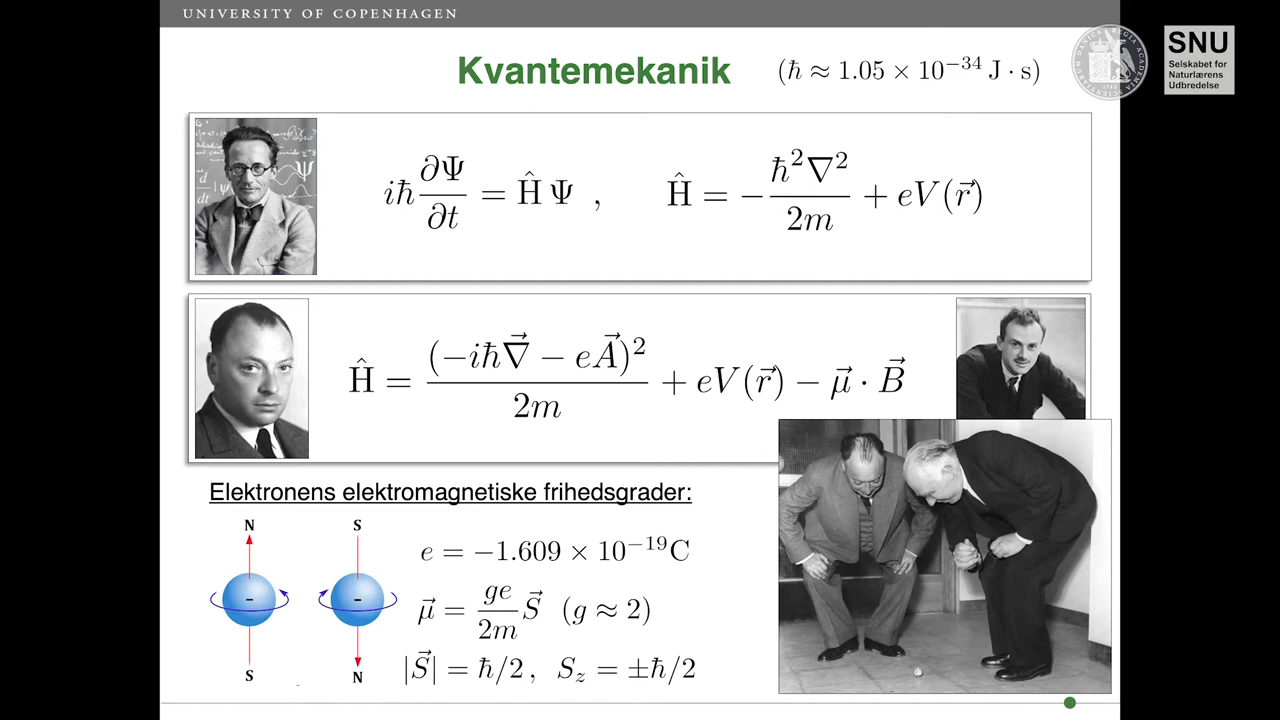 UNIVERSITY OF COPENHAGEN
Kvantemekanik (ℏ ≈ 1.05 × 10⁻³⁴ J · s)
SNU
Selskabet for
Naturlærens
Udbredelse
iℏ ∂Ψ/∂t = Ĥ Ψ , Ĥ = −ℏ²∇²/2m + eV(r⃗)
Ĥ = (−iℏ∇⃗ − eA⃗)²/2m + eV(r⃗) − μ⃗ · B⃗
Elektronens elektromagnetiske frihedsgrader:
N S
e = −1.609 × 10⁻¹⁹C
- -
μ⃗ = ge/2m S⃗ (g ≈ 2)
|S⃗| = ℏ/2 , S_z = ±ℏ/2
S N